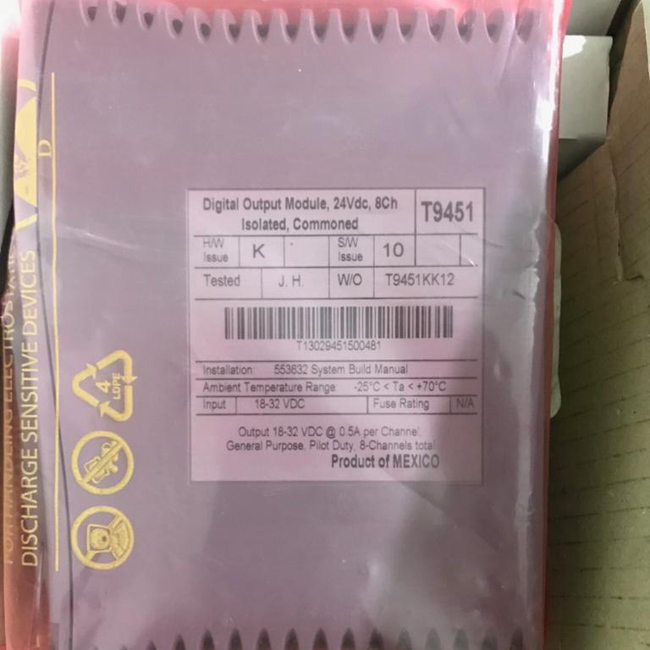 Digital Output Module, 24Vdc, 8Ch
Isolated, Commoned
T9451
H/W Issue K - S/W Issue 10
Tested J. H. W/O T9451KK12
T13029451500481
Installation: 553632 System Build Manual
Ambient Temperature Range: -25°C < Ta < +70°C
Input 18-32 VDC Fuse Rating N/A
Output 18-32 VDC @ 0.5A per Channel,
General Purpose, Pilot Duty, 8-Channels total
Product of MEXICO
D
FOR HANDLING
DISCHARGE SENSITIVE DEVICES
4
LDPE